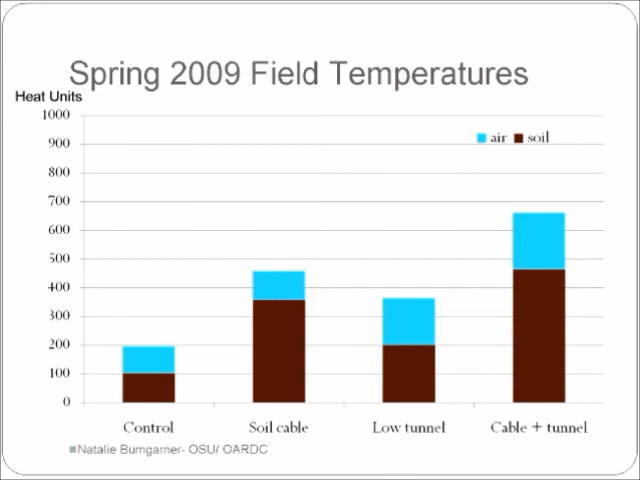 Spring 2009 Field Temperatures
Heat Units
1000
900
800
700
600
500
400
300
200
100
0
air soil
Control Soil cable Low tunnel Cable + tunnel
Natalie Bumgarner- OSU/ OARDC